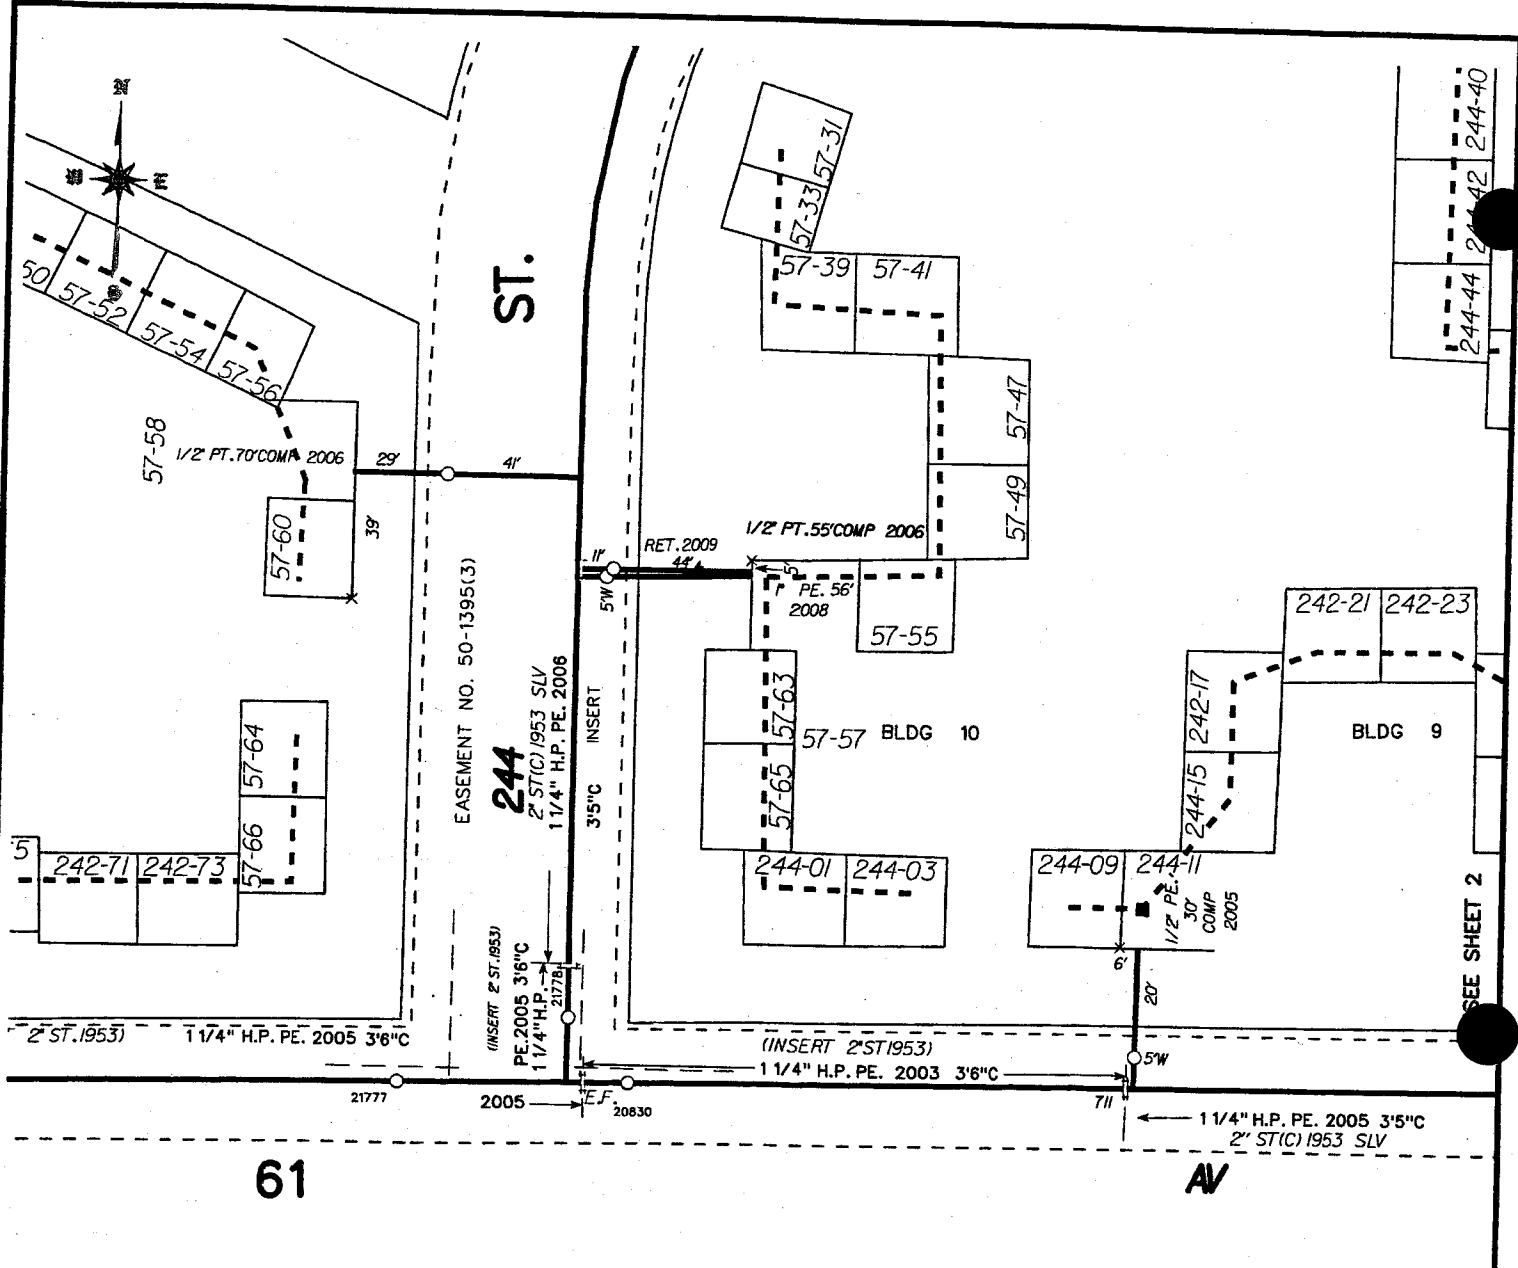 N
E
S
ST.
57-31
57-33
57-39
57-41
57-47
57-49
244-40
244-42
244-44
50
57-52
57-54
57-56
57-58
1/2" PT.70'COMP 2006
29'
41'
39'
57-60
1/2" PT.55'COMP 2006
RET.2009
11'
44'
5'
5'W
1" PE. 56'
2008
57-55
EASEMENT NO. 50-1395(3)
244
2" ST(C) 1953 SLV
1 1/4" H.P. PE. 2006
3'5"C INSERT
57-63
57-57
BLDG 10
57-65
242-21
242-23
242-17
BLDG 9
244-15
57-64
57-66
5
242-71
242-73
244-01
244-03
244-09
244-11
1/2" PE.
30'
COMP
2005
6'
20'
SEE SHEET 2
(INSERT 2" ST.1953)
PE.2005 3'6"C
1 1/4"H.P.
21778
2" ST.1953)
1 1/4" H.P. PE. 2005 3'6"C
(INSERT 2"ST1953)
1 1/4" H.P. PE. 2003 3'6"C
5'W
21777
2005
E.F.
20830
711
1 1/4" H.P. PE. 2005 3'5"C
2" ST(C) 1953 SLV
61
AV